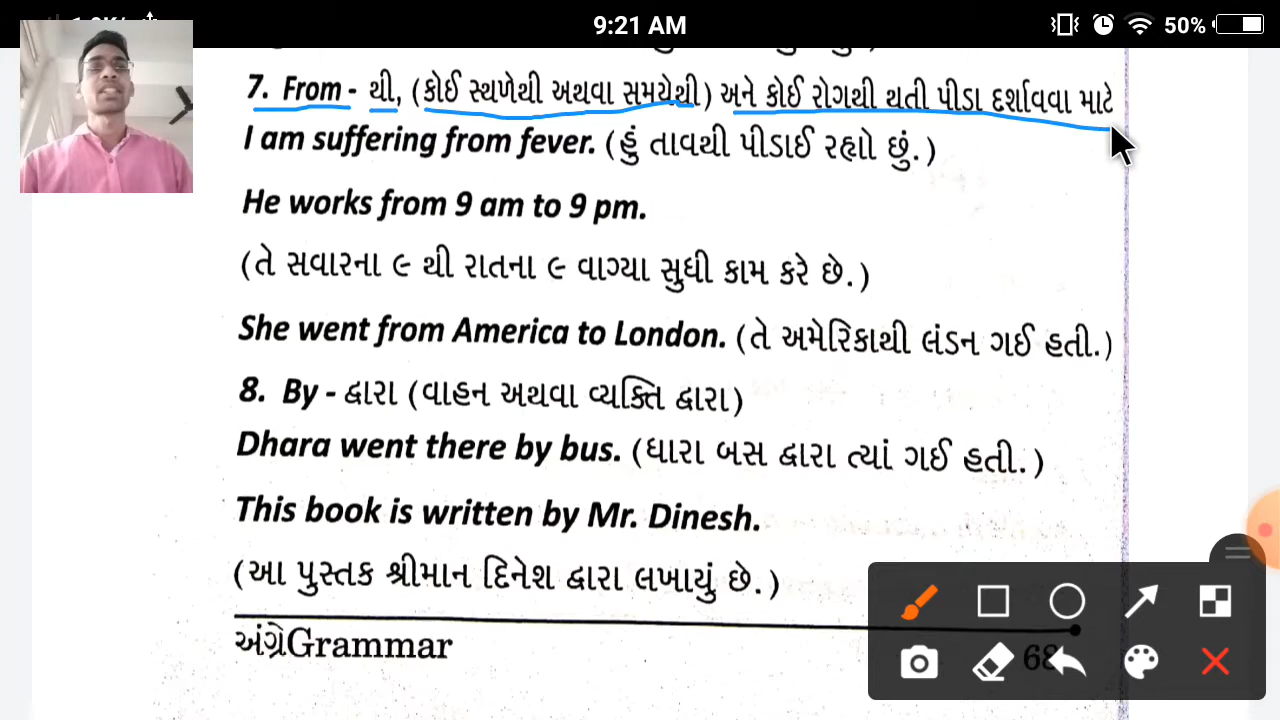 9:21 AM
50%
7. From - થી, (કોઈ સ્થળેથી અથવા સમયેથી) અને કોઈ રોગથી થતી પીડા દર્શાવવા માટે
I am suffering from fever. (હું તાવથી પીડાઈ રહ્યો છું.)
He works from 9 am to 9 pm.
(તે સવારના ૯ થી રાતના ૯ વાગ્યા સુધી કામ કરે છે.)
She went from America to London. (તે અમેરિકાથી લંડન ગઈ હતી.)
8. By - દ્વારા (વાહન અથવા વ્યક્તિ દ્વારા)
Dhara went there by bus. (ધારા બસ દ્વારા ત્યાં ગઈ હતી.)
This book is written by Mr. Dinesh.
(આ પુસ્તક શ્રીમાન દિનેશ દ્વારા લખાયું છે.)
અંગ્રેGrammar
68